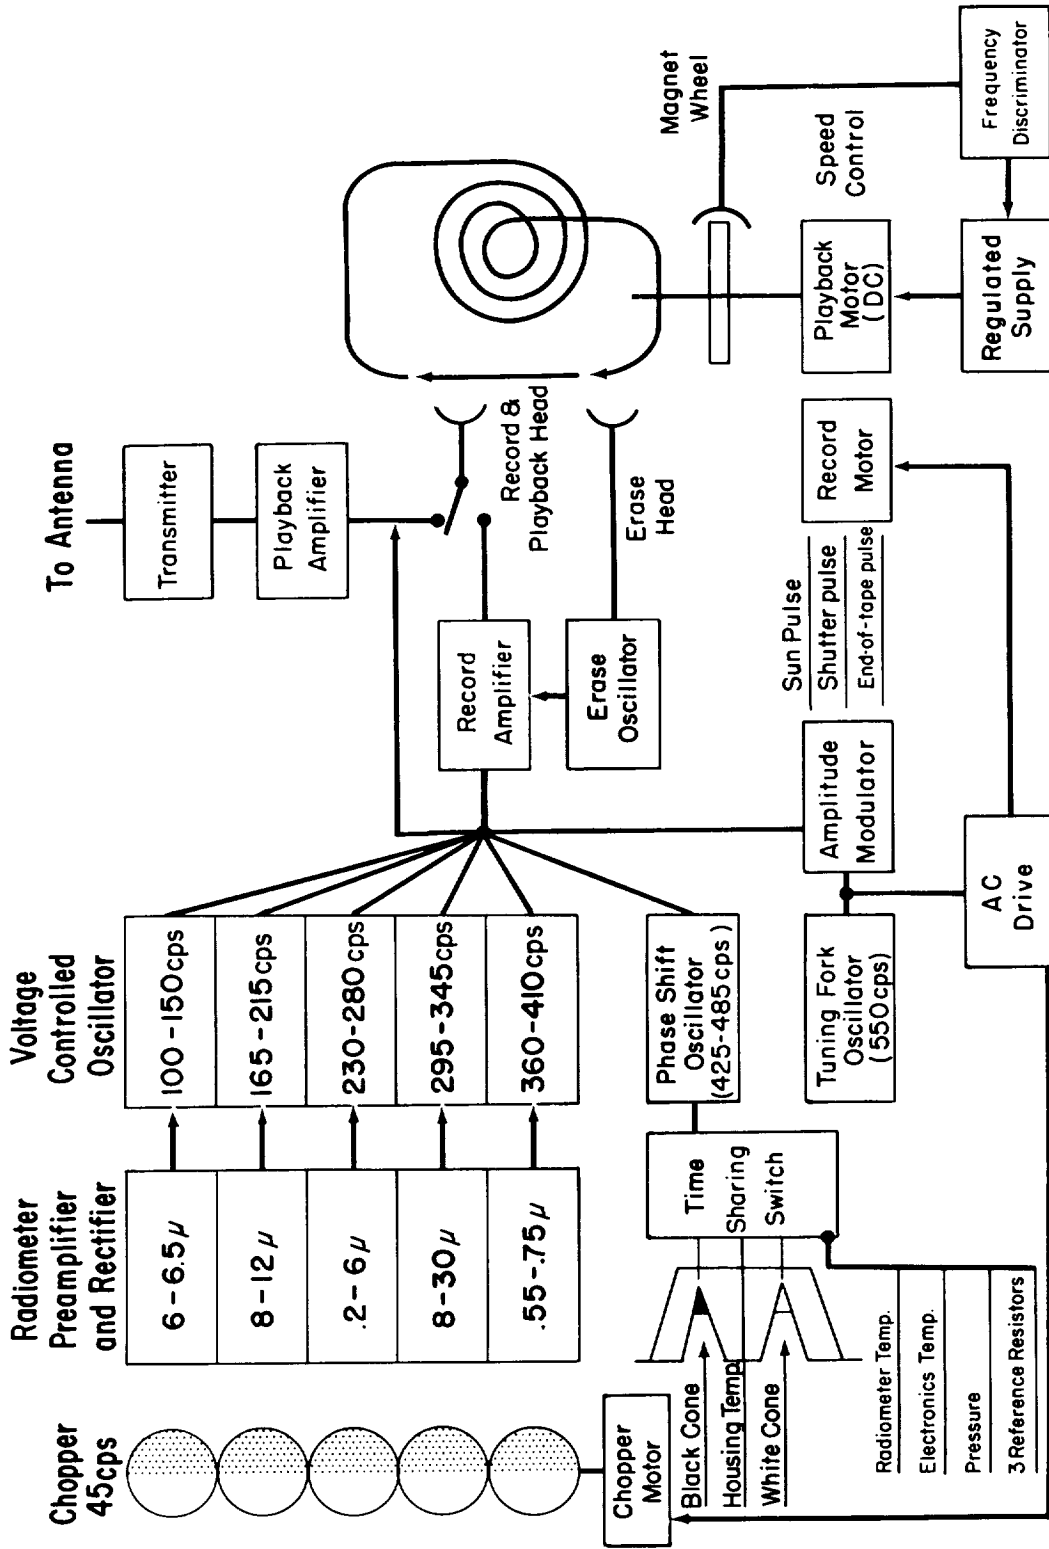 Chopper
45cps
Radiometer
Preamplifier
and Rectifier
Voltage
Controlled
Oscillator
To Antenna
6-6.5μ
8-12μ
.2-6μ
8-30μ
.55-.75μ
100-150cps
165-215cps
230-280cps
295-345cps
360-410cps
Transmitter
Playback
Amplifier
Record &
Playback Head
Record
Amplifier
Erase
Oscillator
Erase
Head
Magnet
Wheel
Chopper
Motor
Black Cone
Housing Temp
White Cone
Time
Sharing
Switch
Phase Shift
Oscillator
(425-485cps)
Tuning Fork
Oscillator
(550cps)
Amplitude
Modulator
Sun Pulse
Shutter pulse
End-of-tape pulse
Record
Motor
Playback
Motor
(DC)
Speed
Control
Radiometer Temp.
Electronics Temp.
Pressure
3 Reference Resistors
AC
Drive
Regulated
Supply
Frequency
Discriminator